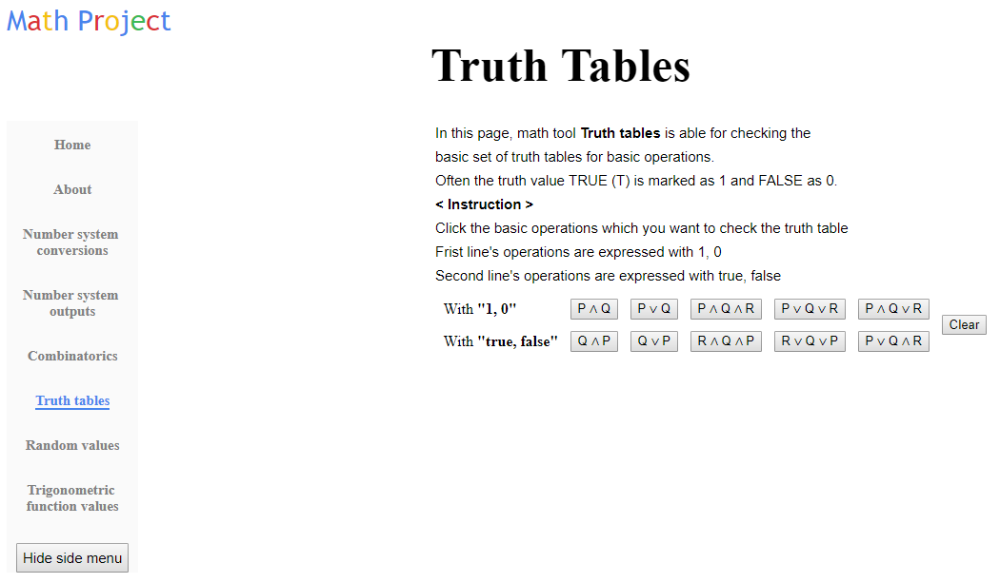 Math Project
Truth Tables
Home
About
Number system
conversions
Number system
outputs
Combinatorics
Truth tables
Random values
Trigonometric
function values
Hide side menu
In this page, math tool Truth tables is able for checking the
basic set of truth tables for basic operations.
Often the truth value TRUE (T) is marked as 1 and FALSE as 0.
< Instruction >
Click the basic operations which you want to check the truth table
Frist line's operations are expressed with 1, 0
Second line's operations are expressed with true, false
With "1, 0" P ∧ Q P ∨ Q P ∧ Q ∧ R P ∨ Q ∨ R P ∧ Q ∨ R
Clear
With "true, false" Q ∧ P Q ∨ P R ∧ Q ∧ P R ∨ Q ∨ P P ∨ Q ∧ R